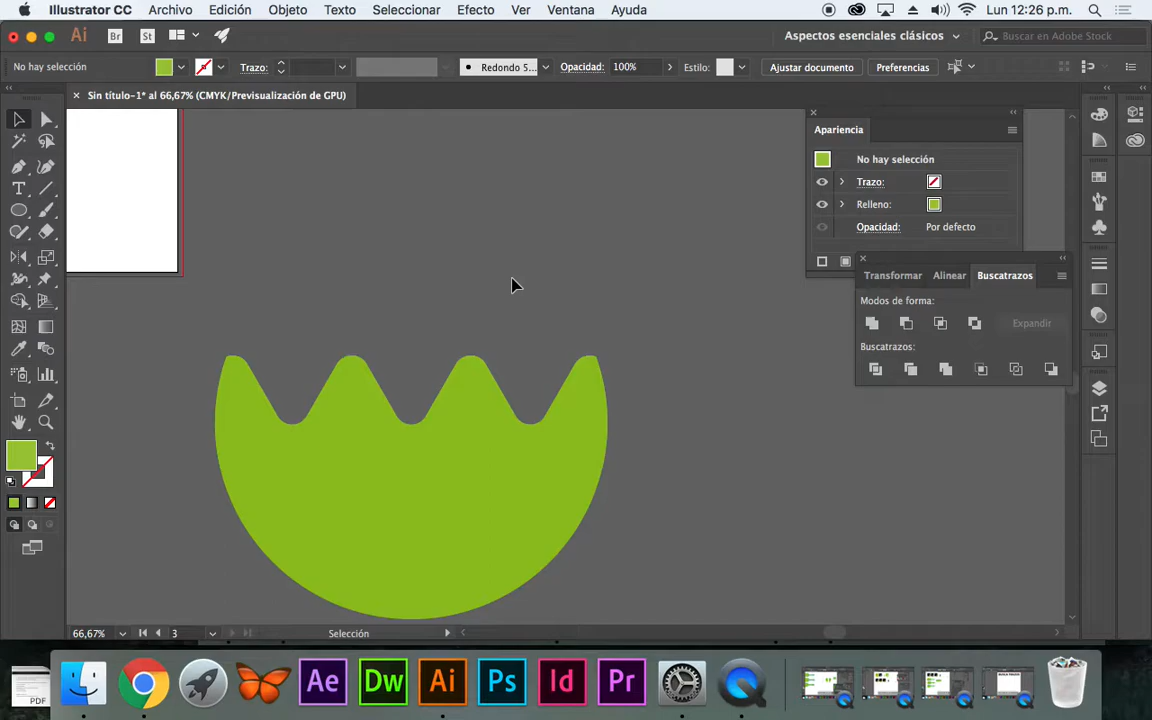 Illustrator CC Archivo Edición Objeto Texto Seleccionar Efecto Ver Ventana Ayuda Lun 12:26 p.m.
Ai Br St Aspectos esenciales clásicos Buscar en Adobe Stock
No hay selección Trazo: Redondo 5... Opacidad: 100% Estilo: Ajustar documento Preferencias
× Sin título-1* al 66,67% (CMYK/Previsualización de GPU)
Apariencia
No hay selección
Trazo:
Relleno:
Opacidad: Por defecto
Transformar Alinear Buscatrazos
Modos de forma:
Expandir
Buscatrazos:
66,67% 3 Selección
PDF Ae Dw Ai Ps Id Pr